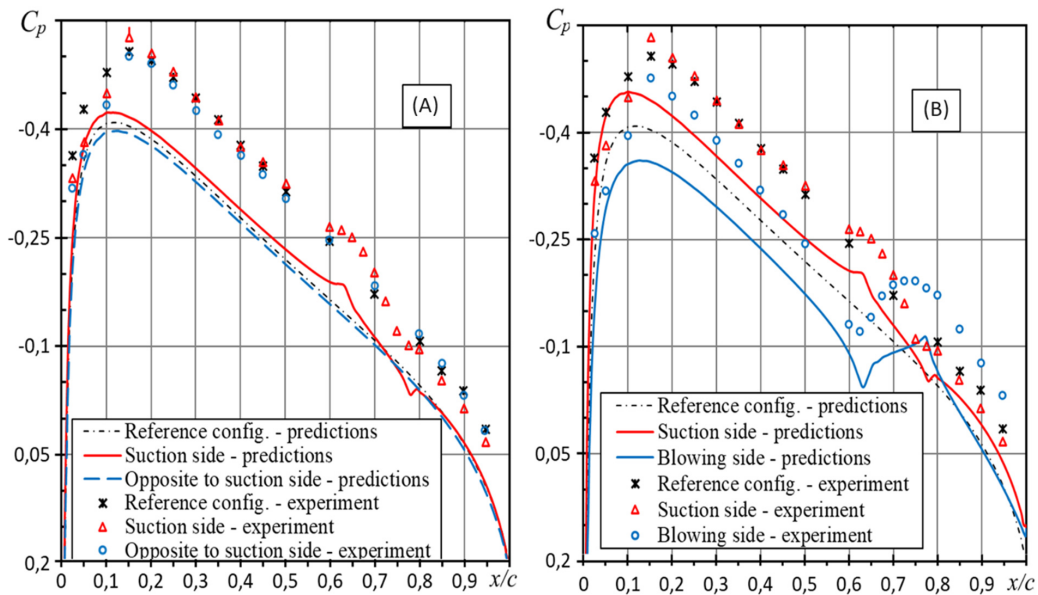 Cp
(A)
-0,4
-0,25
-0,1
0,05
0,2
Reference config. - predictions
Suction side - predictions
Opposite to suction side - predictions
Reference config. - experiment
Suction side - experiment
Opposite to suction side - experiment
0 0,1 0,2 0,3 0,4 0,5 0,6 0,7 0,8 0,9 x/c
Cp
(B)
-0,4
-0,25
-0,1
0,05
0,2
Reference config. - predictions
Suction side - predictions
Blowing side - predictions
Reference config. - experiment
Suction side - experiment
Blowing side - experiment
0 0,1 0,2 0,3 0,4 0,5 0,6 0,7 0,8 0,9 x/c